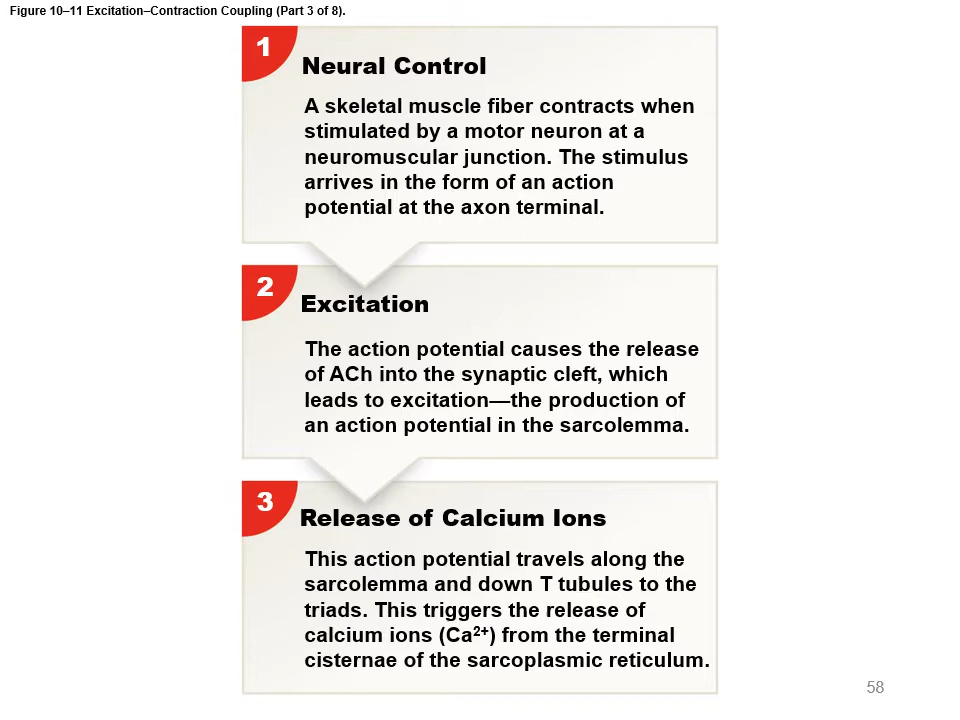 Figure 10–11 Excitation–Contraction Coupling (Part 3 of 8).
1
Neural Control
A skeletal muscle fiber contracts when
stimulated by a motor neuron at a
neuromuscular junction. The stimulus
arrives in the form of an action
potential at the axon terminal.
2
Excitation
The action potential causes the release
of ACh into the synaptic cleft, which
leads to excitation—the production of
an action potential in the sarcolemma.
3
Release of Calcium Ions
This action potential travels along the
sarcolemma and down T tubules to the
triads. This triggers the release of
calcium ions (Ca²⁺) from the terminal
cisternae of the sarcoplasmic reticulum.
58